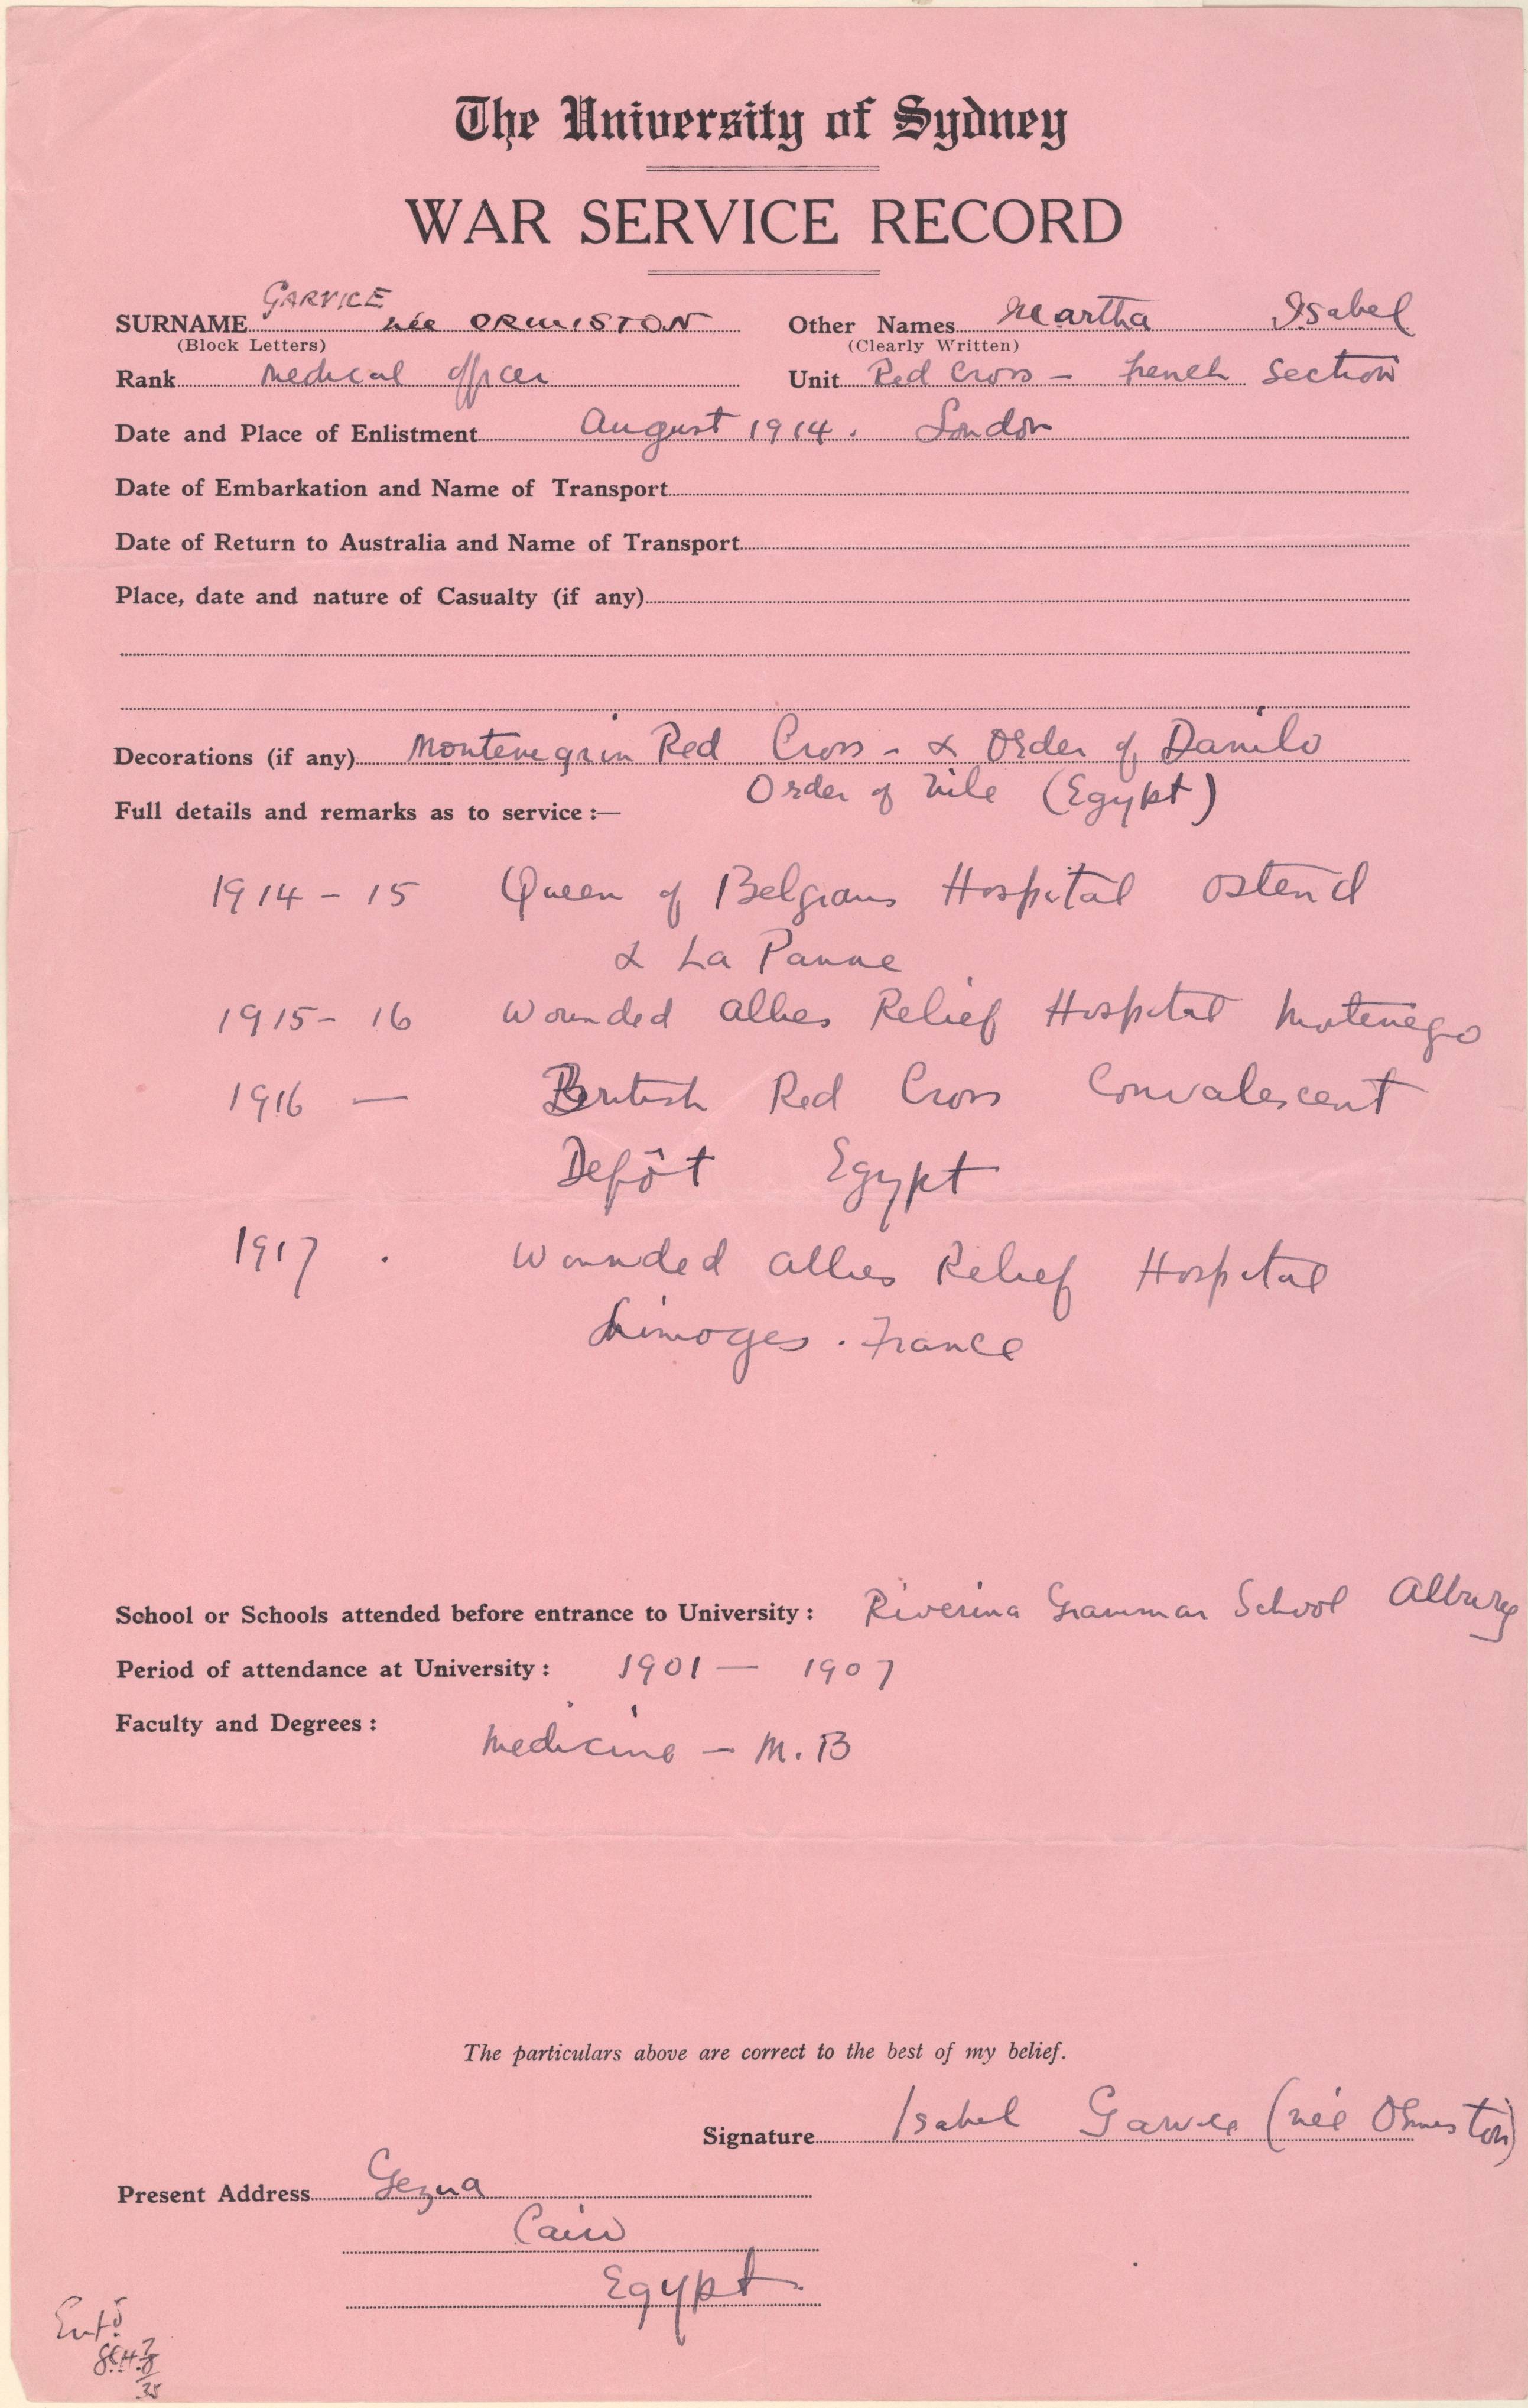 The University of Sydney
WAR SERVICE RECORD
GARVICE
SURNAME née ORMISTON Other Names Martha Isabel
(Block Letters) (Clearly Written)
Rank Medical Officer Unit Red Cross - French Section
Date and Place of Enlistment August 1914. London
Date of Embarkation and Name of Transport
Date of Return to Australia and Name of Transport
Place, date and nature of Casualty (if any)
Decorations (if any) Montenegrin Red Cross - & Order of Danilo
Order of Nile (Egypt)
Full details and remarks as to service :—
1914 - 15 Queen of Belgians Hospital Ostend
& La Panne
1915 - 16 Wounded Allies Relief Hospital Montenegro
1916 — British Red Cross Convalescent
Depôt Egypt
1917 . Wounded Allies Relief Hospital
Limoges . France
School or Schools attended before entrance to University : Riverina Grammar School Albury
Period of attendance at University : 1901 — 1907
Faculty and Degrees :
Medicine - M. B
The particulars above are correct to the best of my belief.
Signature Isabel Garvice (née Ormiston)
Present Address Gezira
Cairo
Egypt.
Entd